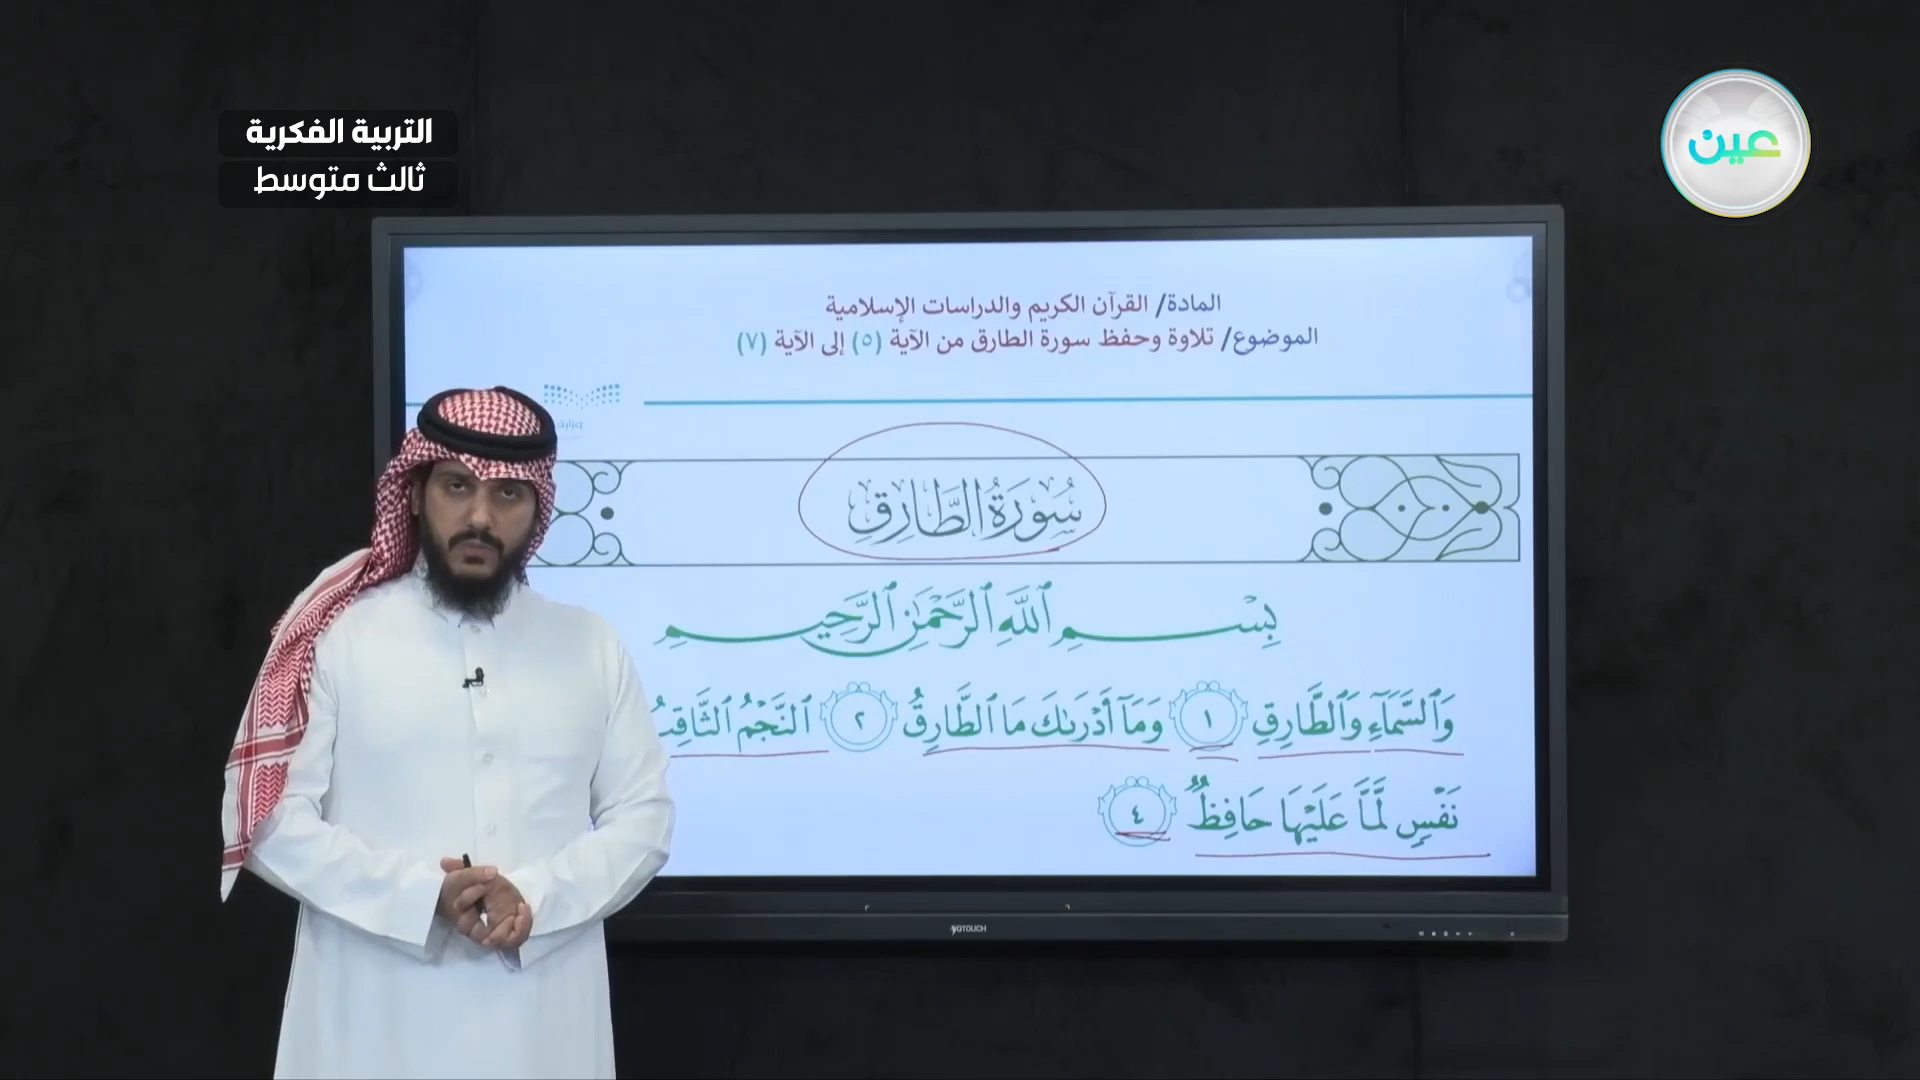 التربية الفكرية
ثالث متوسط
عين
المادة/ القرآن الكريم والدراسات الإسلامية
الموضوع/ تلاوة وحفظ سورة الطارق من الآية (٥) إلى الآية (٧)
وزارة
سُورَةُ الطَّارِقِ
بِسْمِ ٱللَّهِ ٱلرَّحْمَٰنِ ٱلرَّحِيمِ
وَٱلسَّمَآءِ وَٱلطَّارِقِ ١ وَمَآ أَدْرَىٰكَ مَا ٱلطَّارِقُ ٢ ٱلنَّجْمُ ٱلثَّاقِبُ
نَفْسٍ لَّمَّا عَلَيْهَا حَافِظٌ ٤
IQTOUCH